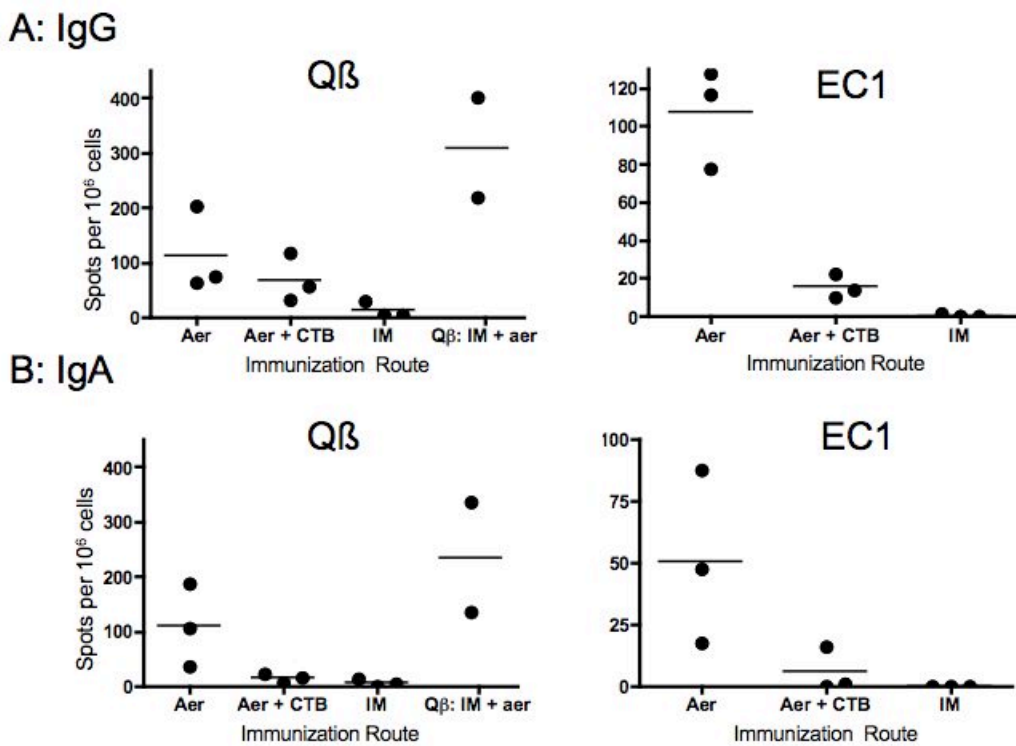 A: IgG
Qß
EC1
Spots per 10⁶ cells
400
300
200
100
0
Aer Aer + CTB IM Qβ: IM + aer
Immunization Route
120
100
80
60
40
20
0
Aer Aer + CTB IM
Immunization Route
B: IgA
Qß
EC1
Spots per 10⁶ cells
400
300
200
100
0
Aer Aer + CTB IM Qβ: IM + aer
Immunization Route
100
75
50
25
0
Aer Aer + CTB IM
Immunization Route